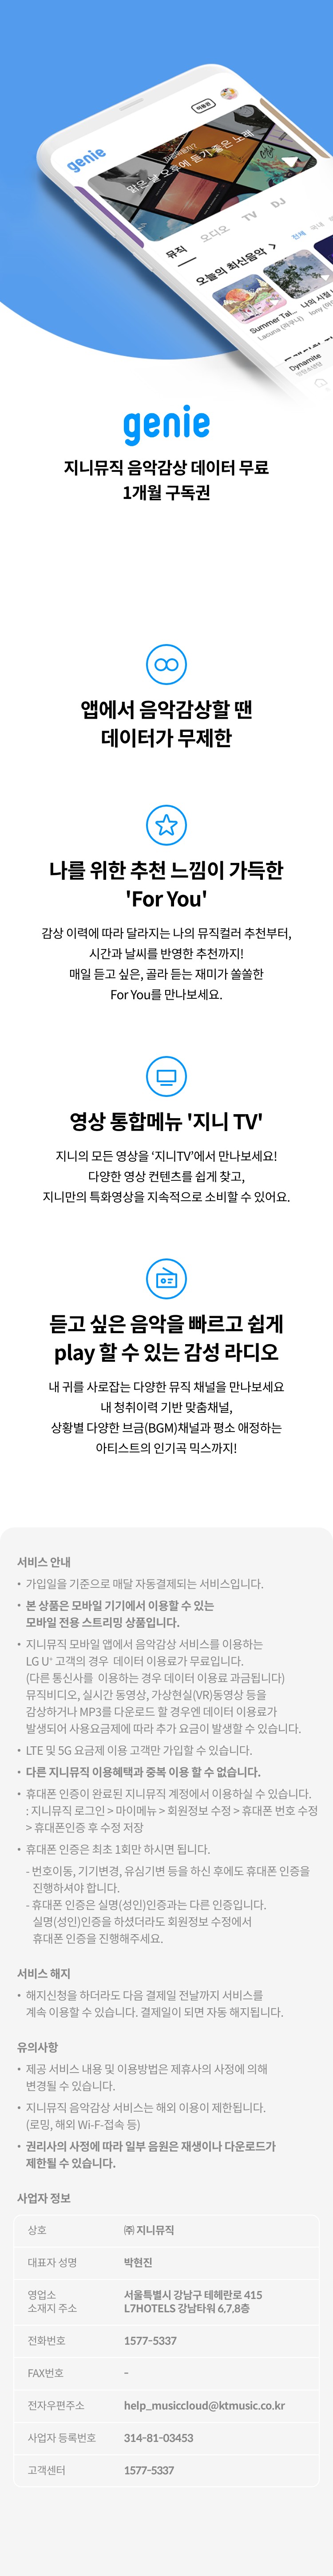 genie
이용권
맑은 날 오후에 듣기 좋은 노래
뮤직
오디오
TV
DJ
오늘의 최신음악 >
전체
Summer Tai...
Dynamite
방탄소년단
genie
지니뮤직 음악감상 데이터 무료
1개월 구독권
앱에서 음악감상할 땐
데이터가 무제한
나를 위한 추천 느낌이 가득한
'For You'
감상 이력에 따라 달라지는 나의 뮤직컬러 추천부터,
시간과 날씨를 반영한 추천까지!
매일 듣고 싶은, 골라 듣는 재미가 쏠쏠한
For You를 만나보세요.
영상 통합메뉴 '지니 TV'
지니의 모든 영상을 ‘지니TV’에서 만나보세요!
다양한 영상 컨텐츠를 쉽게 찾고,
지니만의 특화영상을 지속적으로 소비할 수 있어요.
듣고 싶은 음악을 빠르고 쉽게
play 할 수 있는 감성 라디오
내 귀를 사로잡는 다양한 뮤직 채널을 만나보세요
내 청취이력 기반 맞춤채널,
상황별 다양한 브금(BGM)채널과 평소 애정하는
아티스트의 인기곡 믹스까지!
서비스 안내
• 가입일을 기준으로 매달 자동결제되는 서비스입니다.
• 본 상품은 모바일 기기에서 이용할 수 있는
모바일 전용 스트리밍 상품입니다.
• 지니뮤직 모바일 앱에서 음악감상 서비스를 이용하는
LG U+ 고객의 경우 데이터 이용료가 무료입니다.
(다른 통신사를 이용하는 경우 데이터 이용료 과금됩니다)
뮤직비디오, 실시간 동영상, 가상현실(VR)동영상 등을
감상하거나 MP3를 다운로드 할 경우엔 데이터 이용료가
발생되어 사용요금제에 따라 추가 요금이 발생할 수 있습니다.
• LTE 및 5G 요금제 이용 고객만 가입할 수 있습니다.
• 다른 지니뮤직 이용혜택과 중복 이용 할 수 없습니다.
• 휴대폰 인증이 완료된 지니뮤직 계정에서 이용하실 수 있습니다.
: 지니뮤직 로그인 > 마이메뉴 > 회원정보 수정 > 휴대폰 번호 수정
> 휴대폰인증 후 수정 저장
• 휴대폰 인증은 최초 1회만 하시면 됩니다.
- 번호이동, 기기변경, 유심기변 등을 하신 후에도 휴대폰 인증을
진행하셔야 합니다.
- 휴대폰 인증은 실명(성인)인증과는 다른 인증입니다.
실명(성인)인증을 하셨더라도 회원정보 수정에서
휴대폰 인증을 진행해주세요.
서비스 해지
• 해지신청을 하더라도 다음 결제일 전날까지 서비스를
계속 이용할 수 있습니다. 결제일이 되면 자동 해지됩니다.
유의사항
• 제공 서비스 내용 및 이용방법은 제휴사의 사정에 의해
변경될 수 있습니다.
• 지니뮤직 음악감상 서비스는 해외 이용이 제한됩니다.
(로밍, 해외 Wi-F-접속 등)
• 권리사의 사정에 따라 일부 음원은 재생이나 다운로드가
제한될 수 있습니다.
사업자 정보
상호 ㈜ 지니뮤직
대표자 성명 박현진
영업소 서울특별시 강남구 테헤란로 415
소재지 주소 L7HOTELS 강남타워 6,7,8층
전화번호 1577-5337
FAX번호 -
전자우편주소 help_musiccloud@ktmusic.co.kr
사업자 등록번호 314-81-03453
고객센터 1577-5337